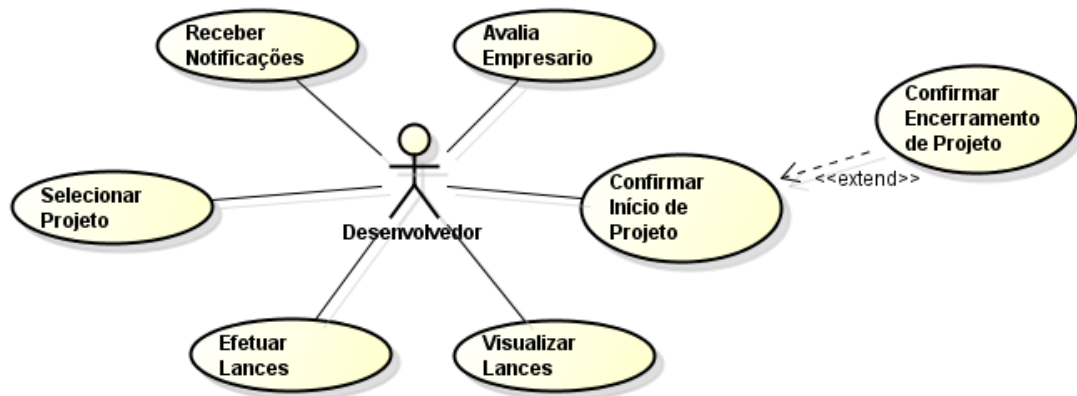 Receber
Notificações
Avalia
Empresario
Confirmar
Encerramento
de Projeto
<<extend>>
Selecionar
Projeto
Desenvolvedor
Confirmar
Início de
Projeto
Efetuar
Lances
Visualizar
Lances